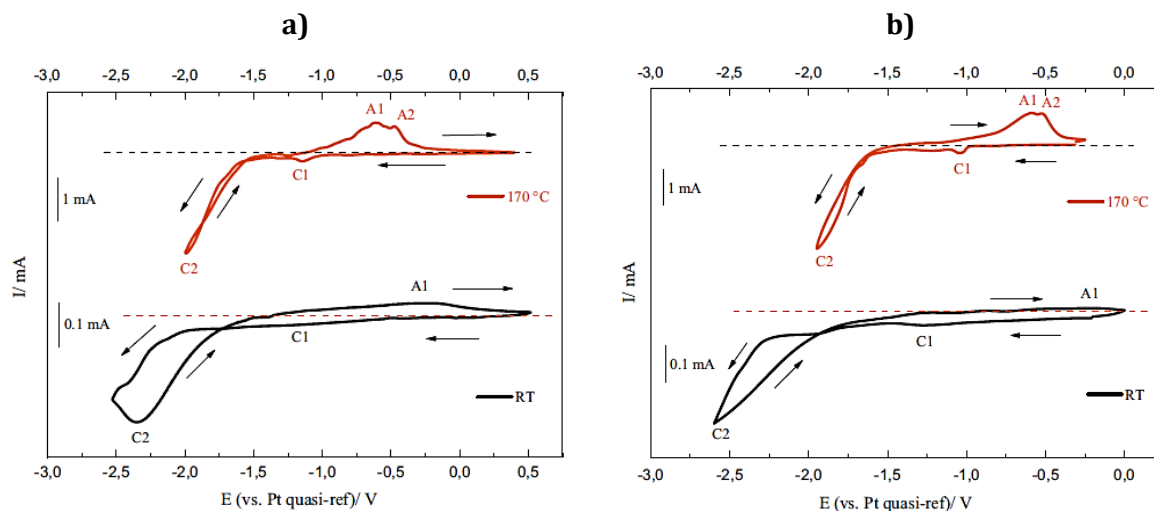 a)
-3,0 -2,5 -2,0 -1,5 -1,0 -0,5 0,0 0,5
A1
A2
C1
1 mA
170 °C
C2
I/ mA
A1
0.1 mA
C1
RT
C2
-3,0 -2,5 -2,0 -1,5 -1,0 -0,5 0,0 0,5
E (vs. Pt quasi-ref)/ V
b)
-3,0 -2,5 -2,0 -1,5 -1,0 -0,5 0,0
A1 A2
C1
1 mA
170 °C
C2
A1
C1
0.1 mA
RT
C2
-3,0 -2,5 -2,0 -1,5 -1,0 -0,5 0,0
E (vs. Pt quasi-ref)/ V